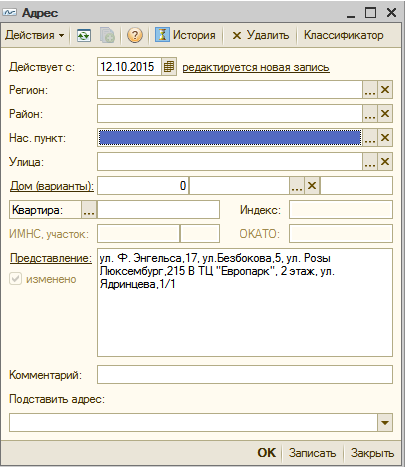 Адрес
Действия История Удалить Классификатор
Действует с: 12.10.2015 редактируется новая запись
Регион: ...
Район: ...
Нас. пункт: ...
Улица: ...
Дом (варианты): 0 ...
Квартира: ... Индекс:
ИМНС, участок: ОКАТО:
Представление: ул. Ф. Энгельса,17, ул.Безбокова,5, ул. Розы
изменено Люксембург,215 В ТЦ "Европарк", 2 этаж, ул.
Ядринцева,1/1
Комментарий:
Подставить адрес:
OK Записать Закрыть